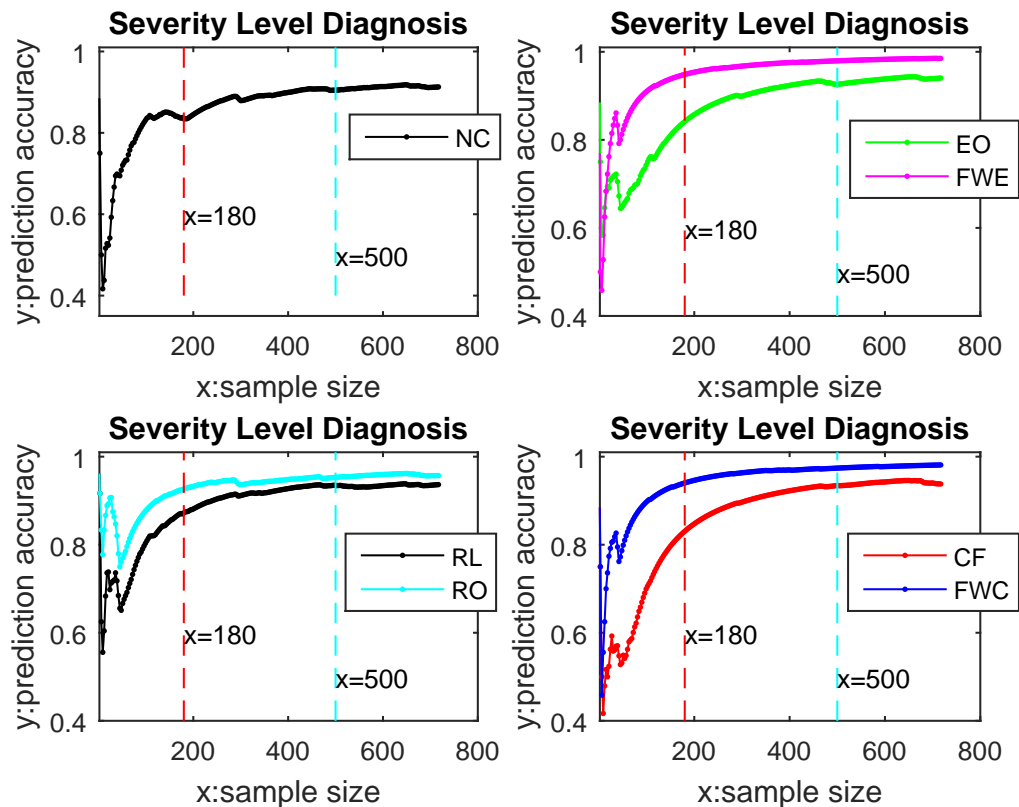 Severity Level Diagnosis
y:prediction accuracy
1
0.8
0.6
0.4
NC
x=180
x=500
200
400
600
800
x:sample size
Severity Level Diagnosis
y:prediction accuracy
1
0.8
0.6
0.4
EO
FWE
x=180
x=500
200
400
600
800
x:sample size
Severity Level Diagnosis
y:prediction accuracy
1
0.8
0.6
0.4
RL
RO
x=180
x=500
200
400
600
800
x:sample size
Severity Level Diagnosis
y:prediction accuracy
1
0.8
0.6
0.4
CF
FWC
x=180
x=500
200
400
600
800
x:sample size